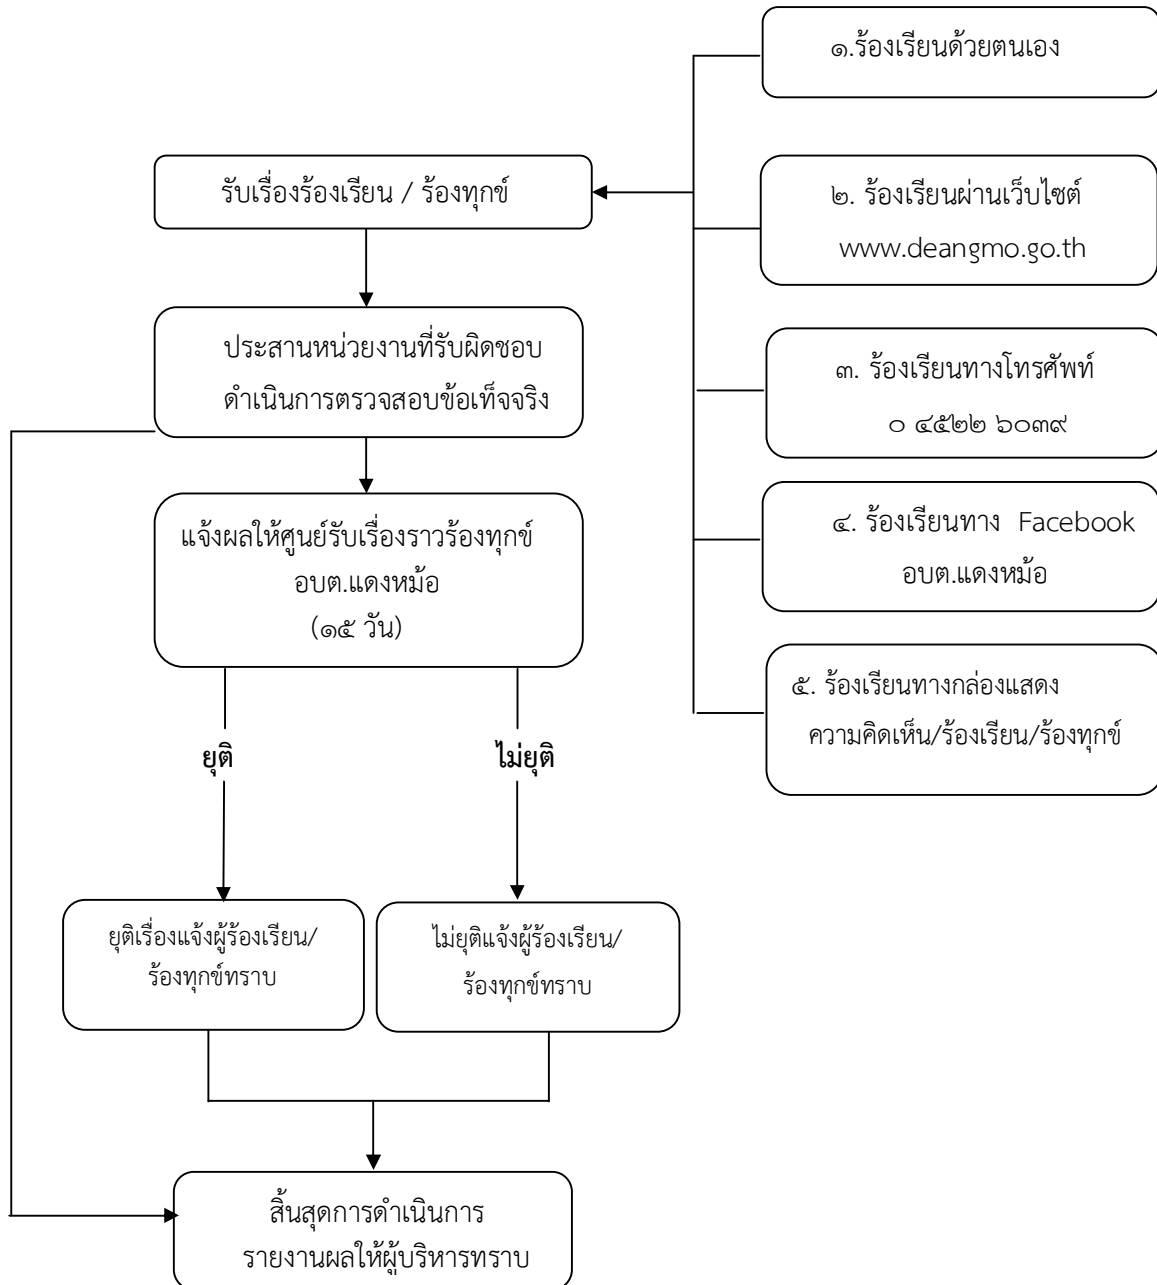 ๑.ร้องเรียนด้วยตนเอง
รับเรื่องร้องเรียน / ร้องทุกข์
๒. ร้องเรียนผ่านเว็บไซต์
www.deangmo.go.th
ประสานหน่วยงานที่รับผิดชอบ
ดำเนินการตรวจสอบข้อเท็จจริง
๓. ร้องเรียนทางโทรศัพท์
๐ ๔๕๒๒ ๖๐๓๙
แจ้งผลให้ศูนย์รับเรื่องราวร้องทุกข์
อบต.แดงหม้อ
(๑๕ วัน)
๔. ร้องเรียนทาง Facebook
อบต.แดงหม้อ
๕. ร้องเรียนทางกล่องแสดง
ความคิดเห็น/ร้องเรียน/ร้องทุกข์
ยุติ
ไม่ยุติ
ยุติเรื่องแจ้งผู้ร้องเรียน/
ร้องทุกข์ทราบ
ไม่ยุติแจ้งผู้ร้องเรียน/
ร้องทุกข์ทราบ
สิ้นสุดการดำเนินการ
รายงานผลให้ผู้บริหารทราบ